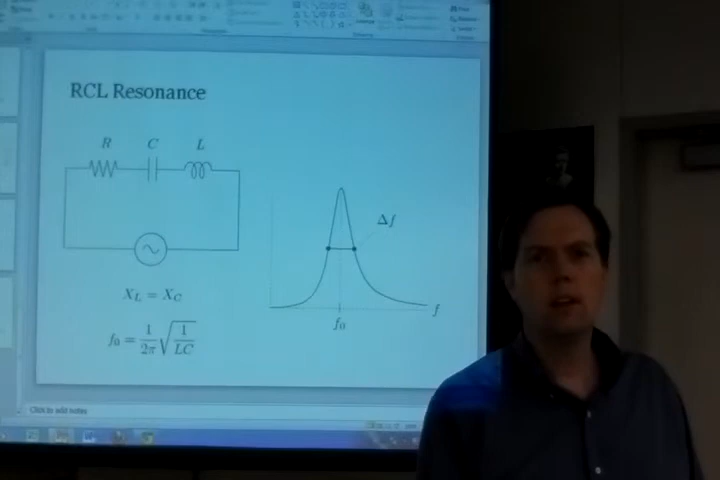 RCL Resonance
R C L
Δf
X_L = X_C
f
f₀
f₀ = 1/2π √1/LC
Click to add notes